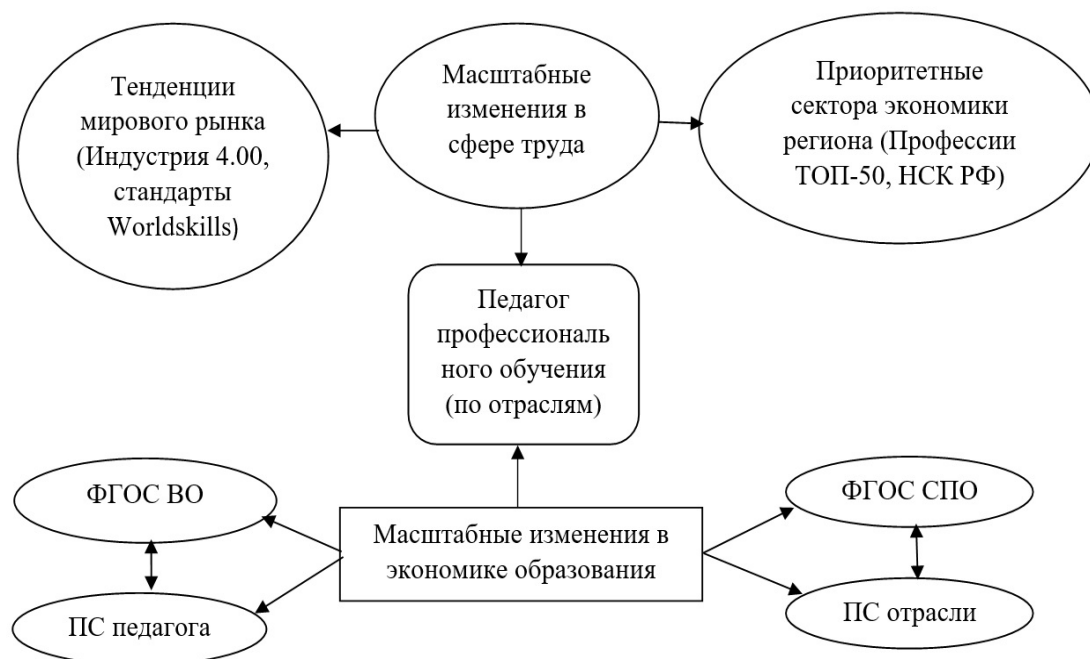 Тенденции
мирового рынка
(Индустрия 4.00,
стандарты
Worldskills)
Масштабные
изменения в
сфере труда
Приоритетные
сектора экономики
региона (Профессии
ТОП-50, НСК РФ)
Педагог
профессиональ
ного обучения
(по отраслям)
ФГОС ВО
ПС педагога
Масштабные изменения в
экономике образования
ФГОС СПО
ПС отрасли